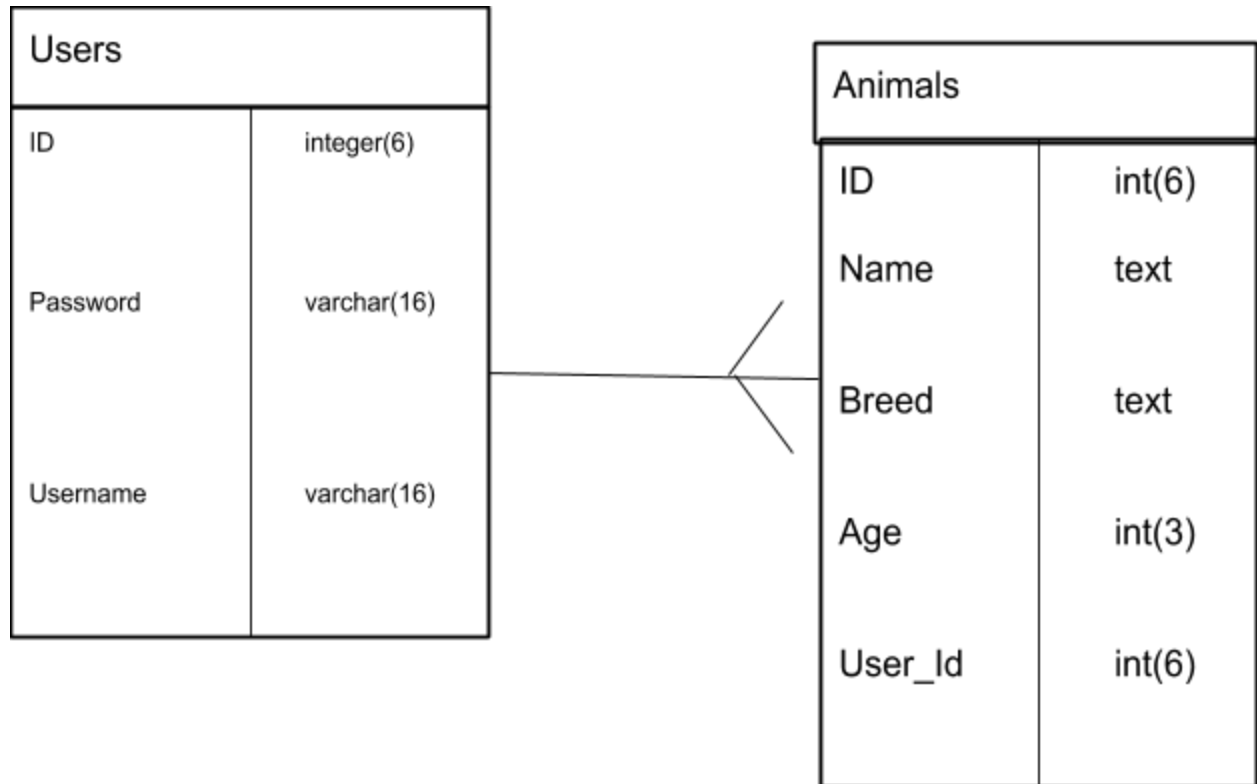 Users
ID integer(6)
Password varchar(16)
Username varchar(16)
Animals
ID int(6)
Name text
Breed text
Age int(3)
User_Id int(6)